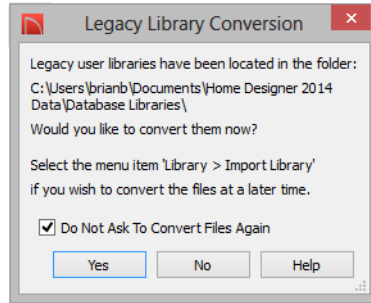 Legacy Library Conversion
Legacy user libraries have been located in the folder:
C:\Users\brianb\Documents\Home Designer 2014
Data\Database Libraries\
Would you like to convert them now?
Select the menu item 'Library > Import Library'
if you wish to convert the files at a later time.
Do Not Ask To Convert Files Again
Yes No Help